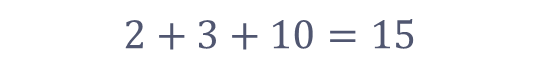 2 + 3 + 10 = 15